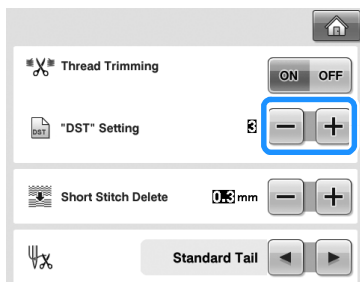 Thread Trimming
ON OFF
DST "DST" Setting 3 − +
Short Stitch Delete 0.3 mm − +
Standard Tail